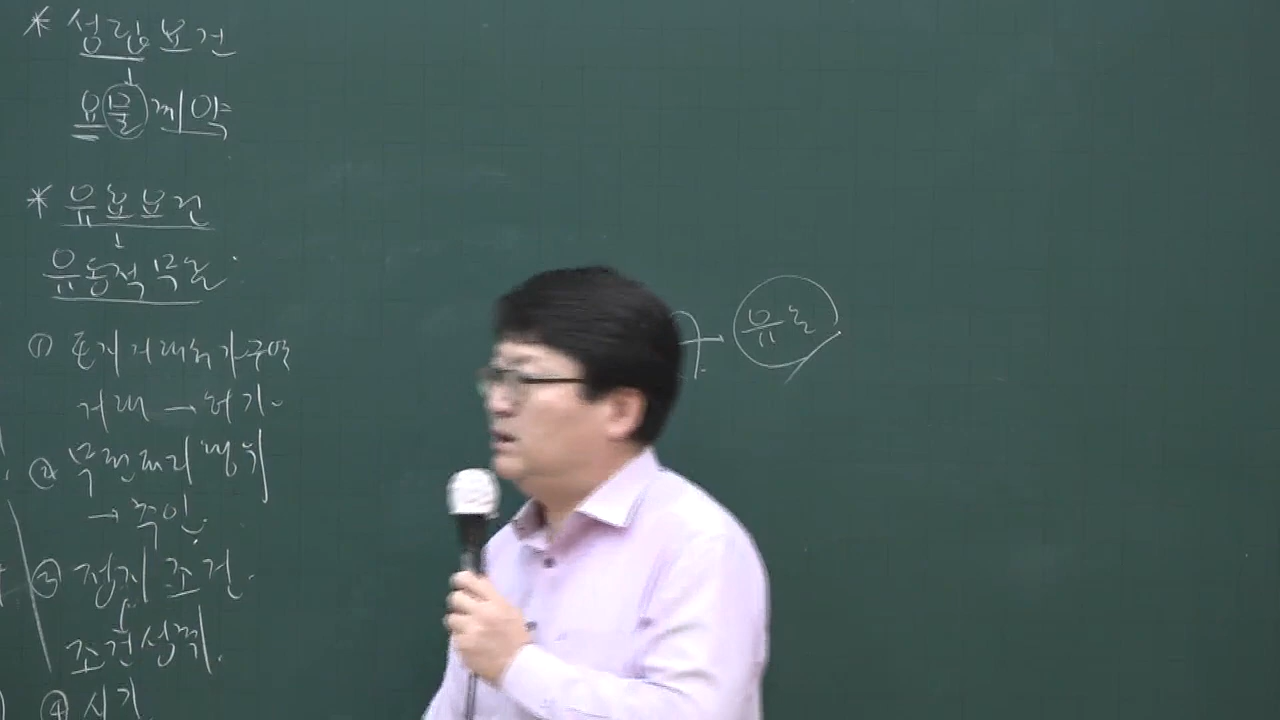 * 성립요건
↓
요물계약
* 유효요건
↓
유동적 무효.
① 토지거래허가구역
거래 → 허가.
② 무권대리행위
→ 추인.
③ 정지조건.
↓
조건성취.
④ 시기
→ 유효